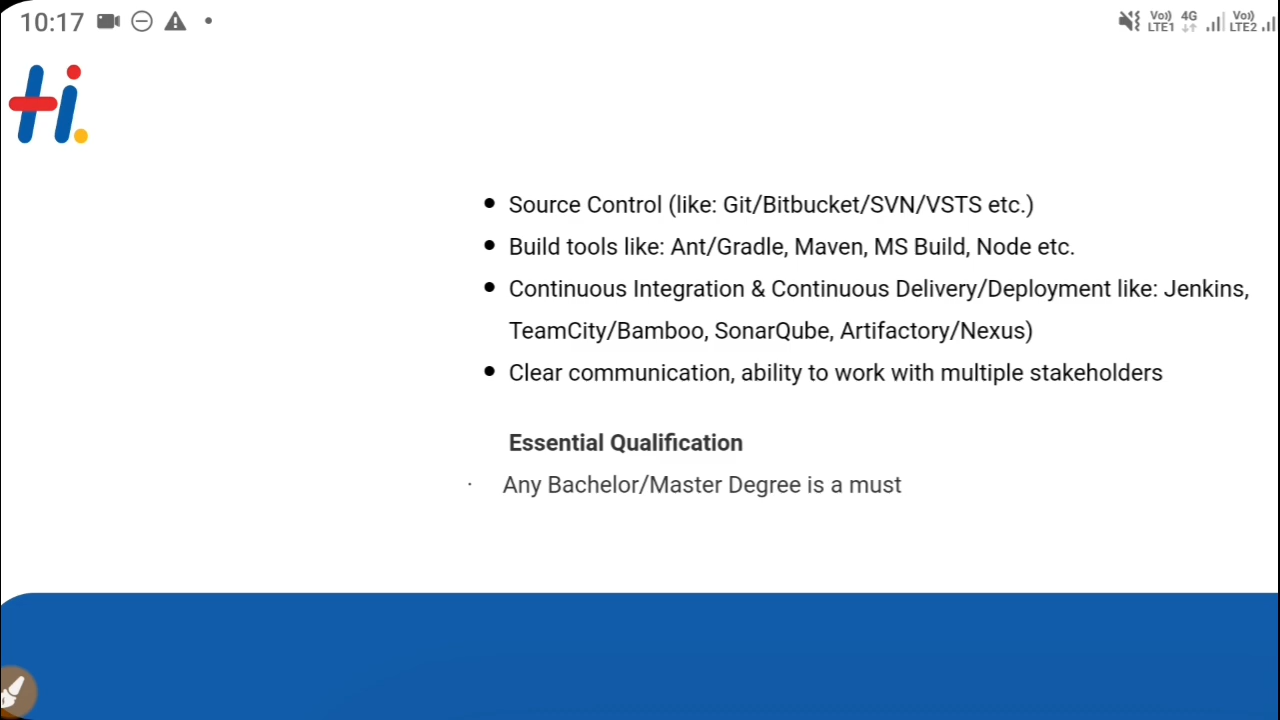 10:17
Vo)) 4G Vo))
LTE1 LTE2
Hi.
• Source Control (like: Git/Bitbucket/SVN/VSTS etc.)
• Build tools like: Ant/Gradle, Maven, MS Build, Node etc.
• Continuous Integration & Continuous Delivery/Deployment like: Jenkins,
TeamCity/Bamboo, SonarQube, Artifactory/Nexus)
• Clear communication, ability to work with multiple stakeholders
Essential Qualification
· Any Bachelor/Master Degree is a must